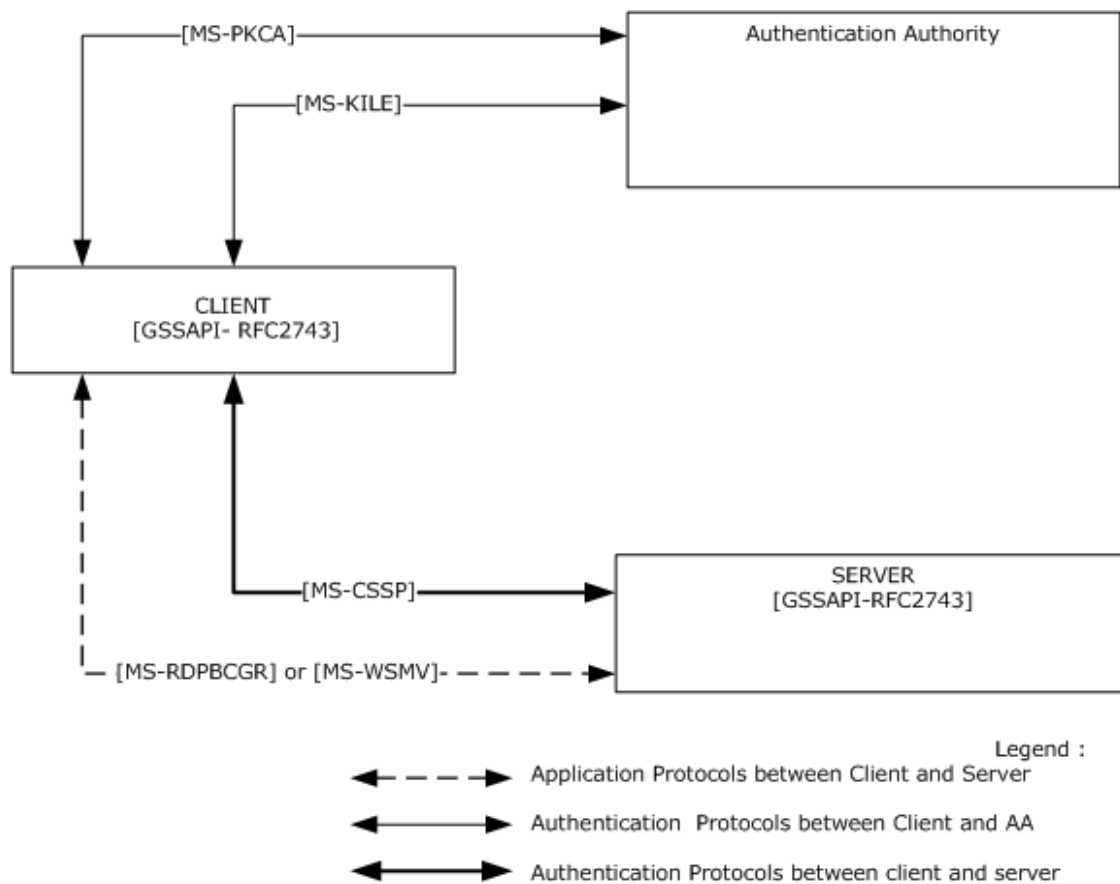 [MS-PKCA]
Authentication Authority
[MS-KILE]
CLIENT
[GSSAPI- RFC2743]
[MS-CSSP]
SERVER
[GSSAPI-RFC2743]
[MS-RDPBCGR] or [MS-WSMV]
Legend :
Application Protocols between Client and Server
Authentication Protocols between Client and AA
Authentication Protocols between client and server